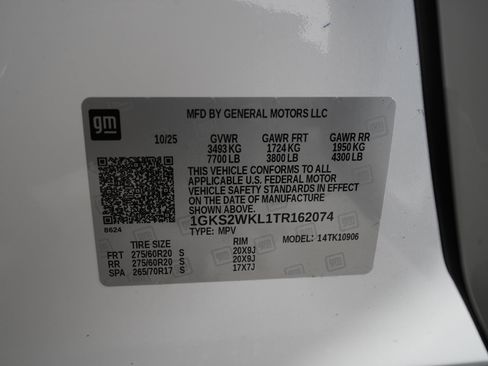 gm
MFD BY GENERAL MOTORS LLC
10/25 GVWR GAWR FRT GAWR RR
3493 KG 1724 KG 1950 KG
7700 LB 3800 LB 4300 LB
THIS VEHICLE CONFORMS TO ALL
APPLICABLE U.S. FEDERAL MOTOR
VEHICLE SAFETY STANDARDS IN EFFECT
ON THE DATE OF MANUFACTURE
SHOWN ABOVE.
8624
1GKS2WKL1TR162074
TYPE: MPV MODEL: 14TK10906
TIRE SIZE RIM
FRT 275/60R20 S 20X9J
RR 275/60R20 S 20X9J
SPA 265/70R17 S 17X7J